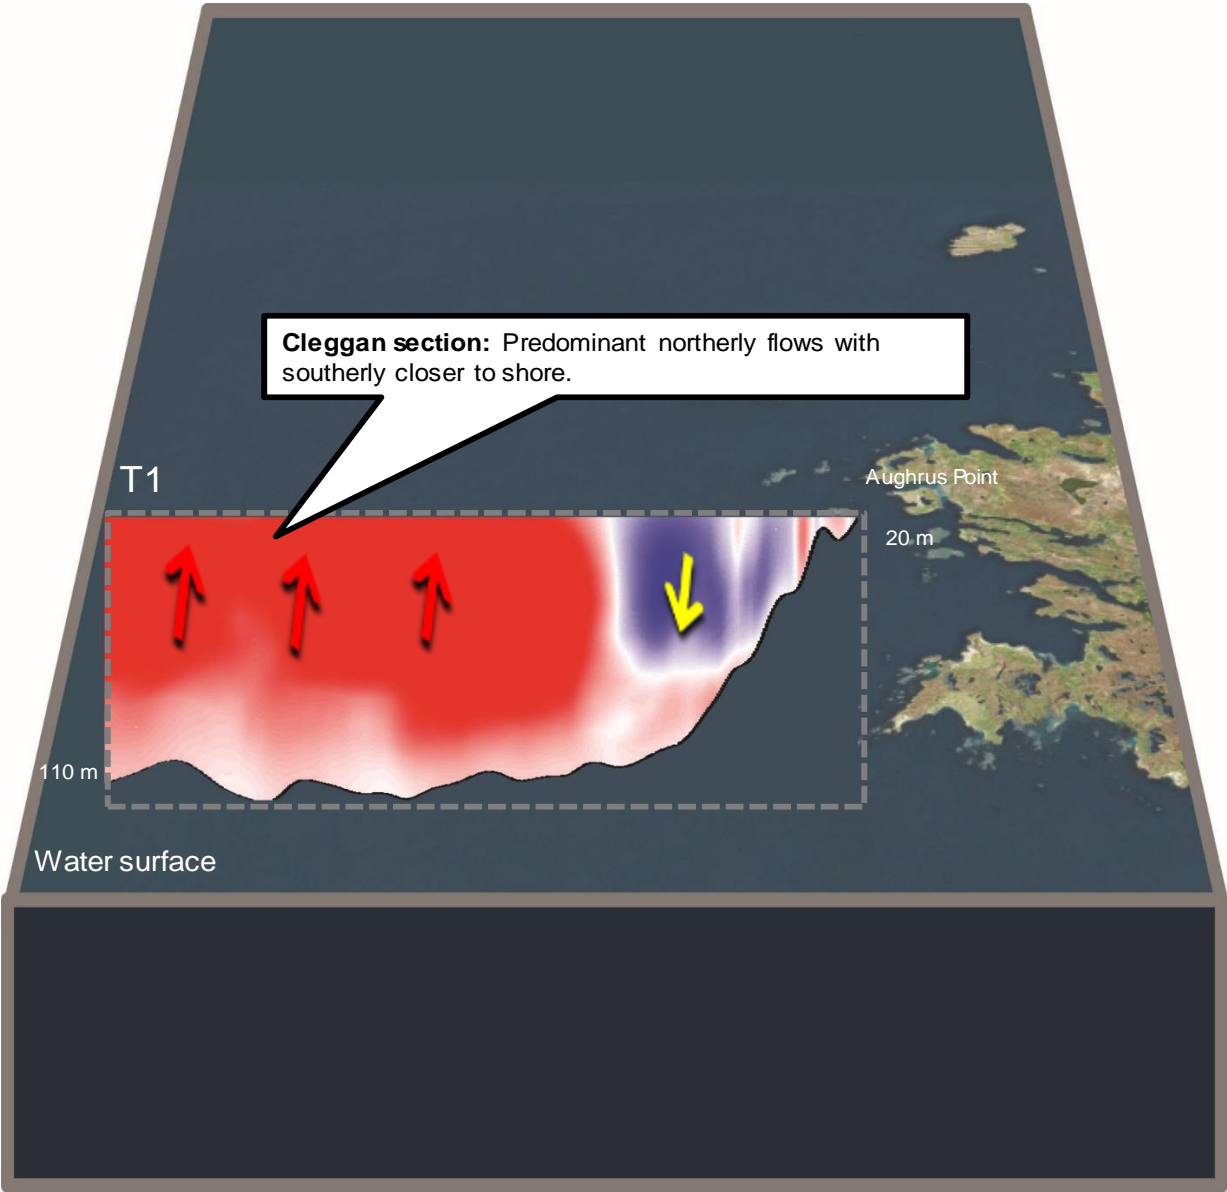 Cleggan section: Predominant northerly flows with
southerly closer to shore.
T1
Aughrus Point
20 m
110 m
Water surface